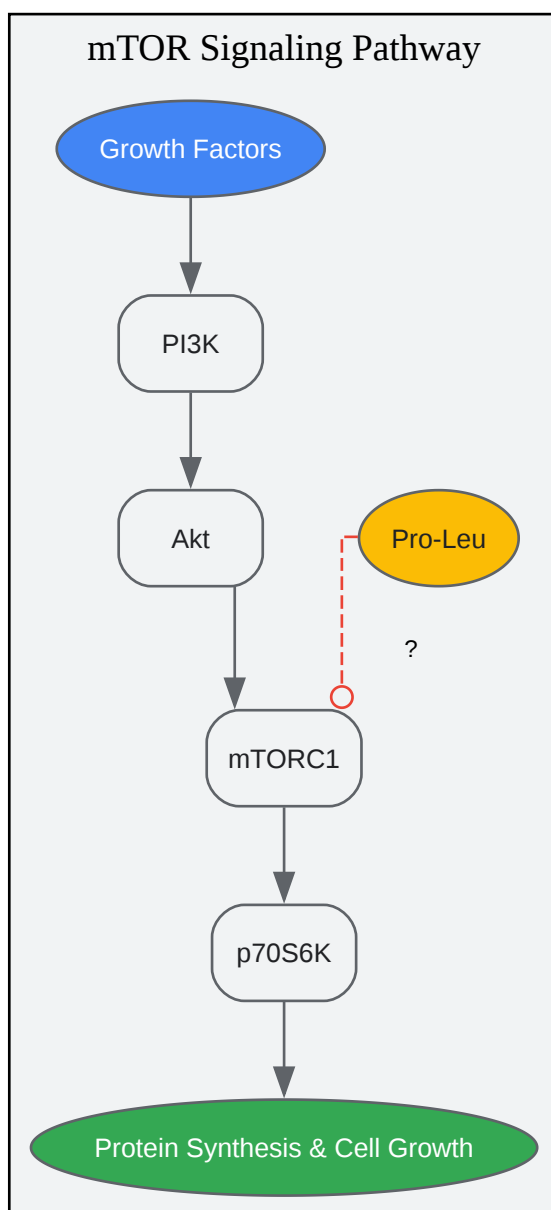 mTOR Signaling Pathway
Growth Factors
PI3K
Akt
Pro-Leu
?
mTORC1
p70S6K
Protein Synthesis & Cell Growth